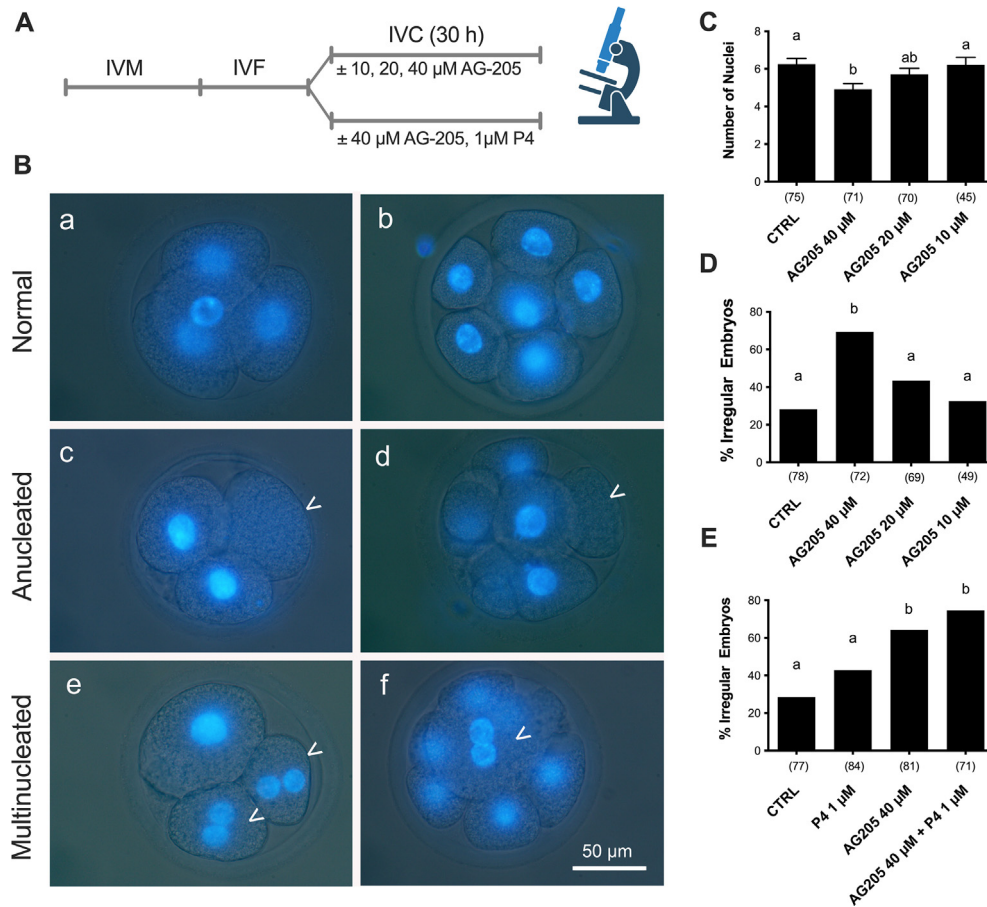 A
IVM
IVF
IVC (30 h)
± 10, 20, 40 µM AG-205
± 40 µM AG-205, 1µM P4
B
Normal
a
b
Anucleated
c
d
Multinucleated
e
f
50 µm
C
Number of Nuclei
8
6
4
2
0
a
b
ab
a
(75)
(71)
(70)
(45)
CTRL
AG205 40 µM
AG205 20 µM
AG205 10 µM
D
% Irregular Embryos
80
60
40
20
0
a
b
a
a
(78)
(72)
(69)
(49)
CTRL
AG205 40 µM
AG205 20 µM
AG205 10 µM
E
% Irregular Embryos
80
60
40
20
0
a
a
b
b
(77)
(84)
(81)
(71)
CTRL
P4 1 µM
AG205 40 µM
AG205 40 µM + P4 1 µM